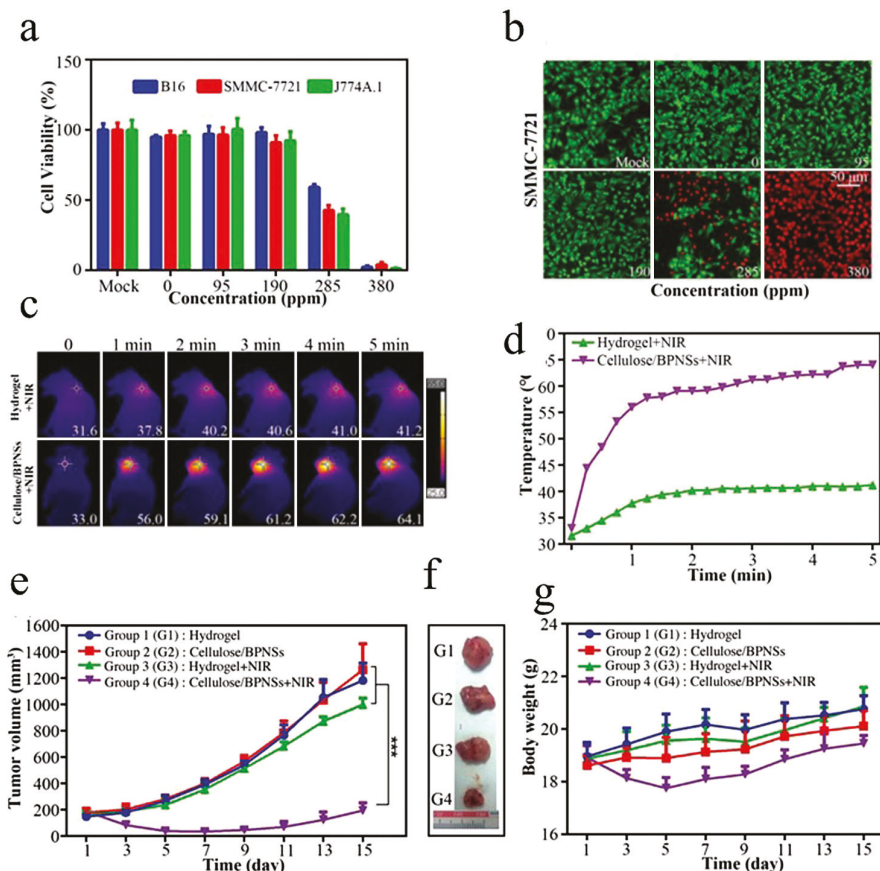 a
Cell Viability (%)
150
100
50
0
B16 SMMC-7721 J774A.1
Mock 0 95 190 285 380
Concentration (ppm)
b
SMMC-7721
Mock 0 95
50 μm
190 285 380
Concentration (ppm)
c
0 1 min 2 min 3 min 4 min 5 min
Hydrogel
+NIR
31.6 37.8 40.2 40.6 41.0 41.2
Cellulose/BPNSs
+NIR
33.0 56.0 59.1 61.2 62.2 64.1
65.0
25.0
d
Hydrogel+NIR
Cellulose/BPNSs+NIR
Temperature (°
0
5
60
55
50
45
40
35
30
1 2 3 4 5
Time (min)
e
Tumor volume (mm³)
1600
1400
1200
1000
800
600
400
200
0
Group 1 (G1) : Hydrogel
Group 2 (G2) : Cellulose/BPNSs
Group 3 (G3) : Hydrogel+NIR
Group 4 (G4) : Cellulose/BPNSs+NIR
***
1 3 5 7 9 11 13 15
Time (day)
f
G1
G2
G3
G4
g
Body weight (g)
24
22
20
18
16
Group 1 (G1) : Hydrogel
Group 2 (G2) : Cellulose/BPNSs
Group 3 (G3) : Hydrogel+NIR
Group 4 (G4) : Cellulose/BPNSs+NIR
1 3 5 7 9 11 13 15
Time (day)